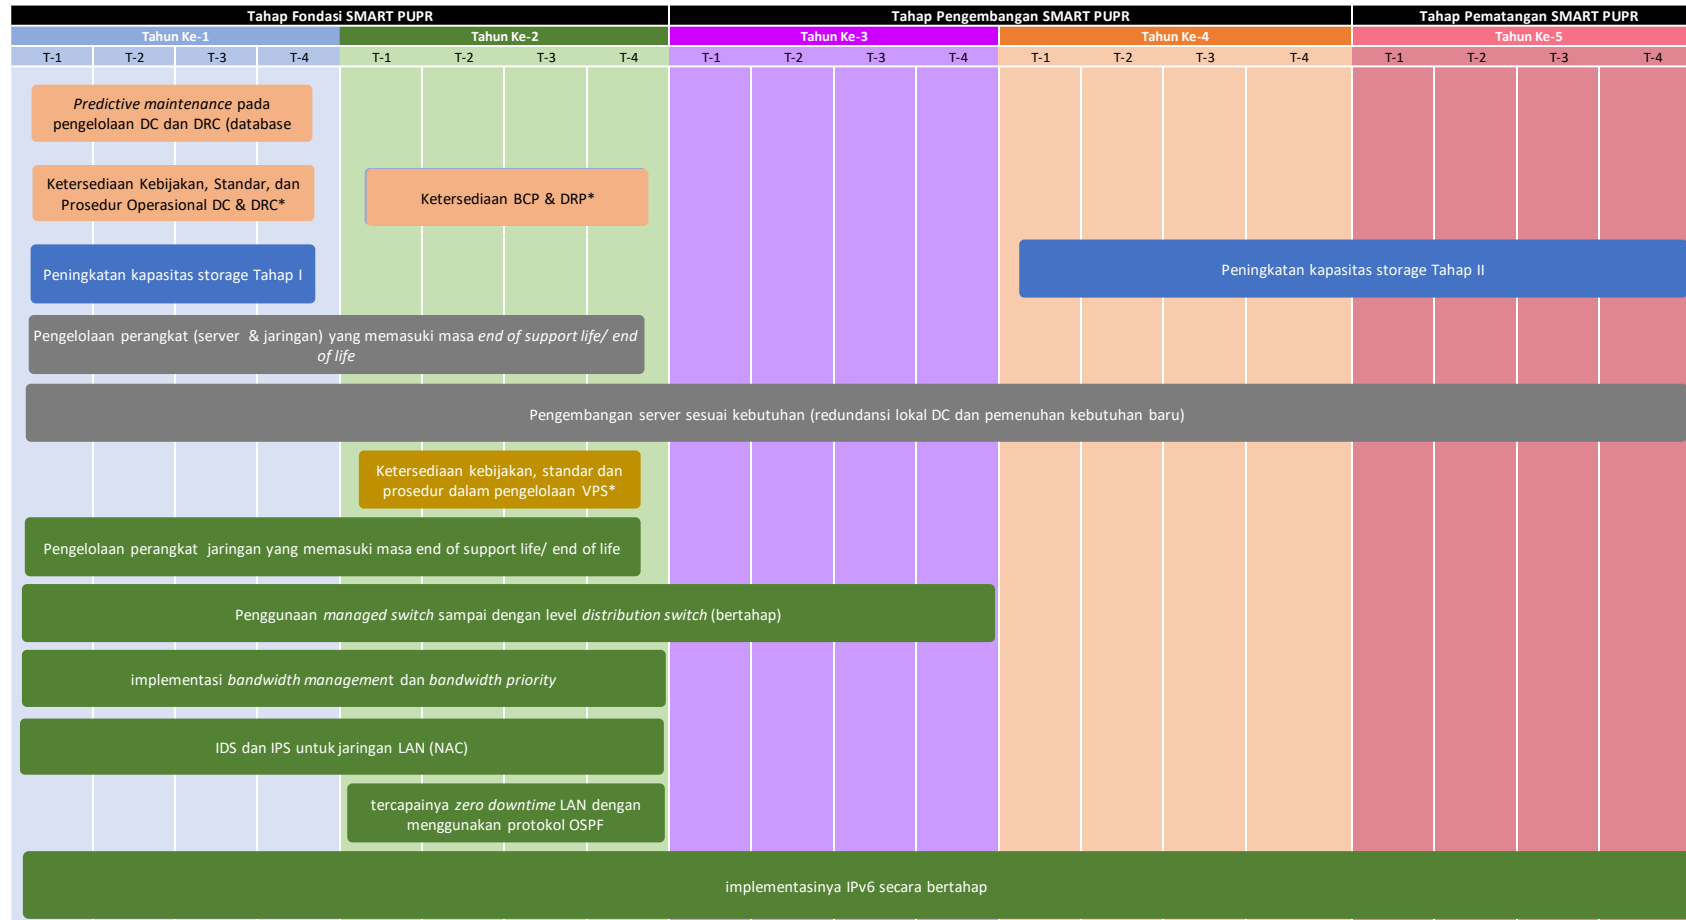 Tahap Fondasi SMART PUPR Tahap Pengembangan SMART PUPR Tahap Pematangan SMART PUPR
Tahun Ke-1 Tahun Ke-2 Tahun Ke-3 Tahun Ke-4 Tahun Ke-5
T-1 T-2 T-3 T-4 T-1 T-2 T-3 T-4 T-1 T-2 T-3 T-4 T-1 T-2 T-3 T-4 T-1 T-2 T-3 T-4
Predictive maintenance pada
pengelolaan DC dan DRC (database
Ketersediaan Kebijakan, Standar, dan
Prosedur Operasional DC & DRC*
Ketersediaan BCP & DRP*
Peningkatan kapasitas storage Tahap I
Peningkatan kapasitas storage Tahap II
Pengelolaan perangkat (server & jaringan) yang memasuki masa end of support life/ end
of life
Pengembangan server sesuai kebutuhan (redundansi lokal DC dan pemenuhan kebutuhan baru)
Ketersediaan kebijakan, standar dan
prosedur dalam pengelolaan VPS*
Pengelolaan perangkat jaringan yang memasuki masa end of support life/ end of life
Penggunaan managed switch sampai dengan level distribution switch (bertahap)
implementasi bandwidth management dan bandwidth priority
IDS dan IPS untuk jaringan LAN (NAC)
tercapainya zero downtime LAN dengan
menggunakan protokol OSPF
implementasinya IPv6 secara bertahap